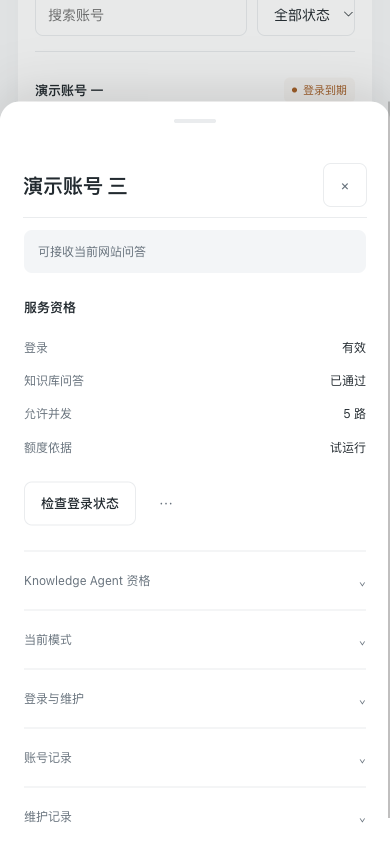 搜索账号
全部状态
演示账号 一
登录到期
演示账号 三
×
可接收当前网站问答
服务资格
登录 有效
知识库问答 已通过
允许并发 5 路
额度依据 试运行
检查登录状态 ···
Knowledge Agent 资格
当前模式
登录与维护
账号记录
维护记录